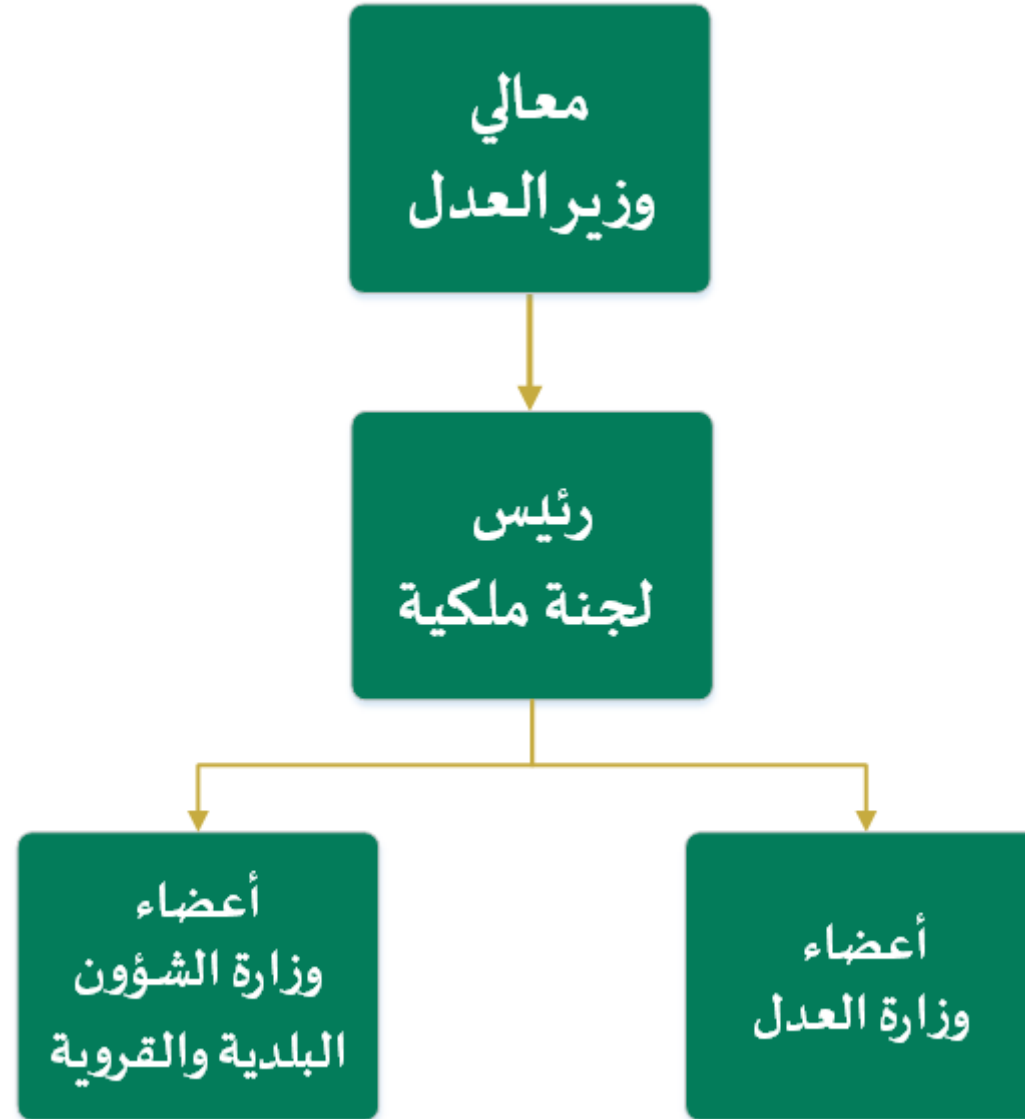 معالي
وزير العدل
رئيس
لجنة ملكية
أعضاء
وزارة العدل
أعضاء
وزارة الشؤون
البلدية والقروية